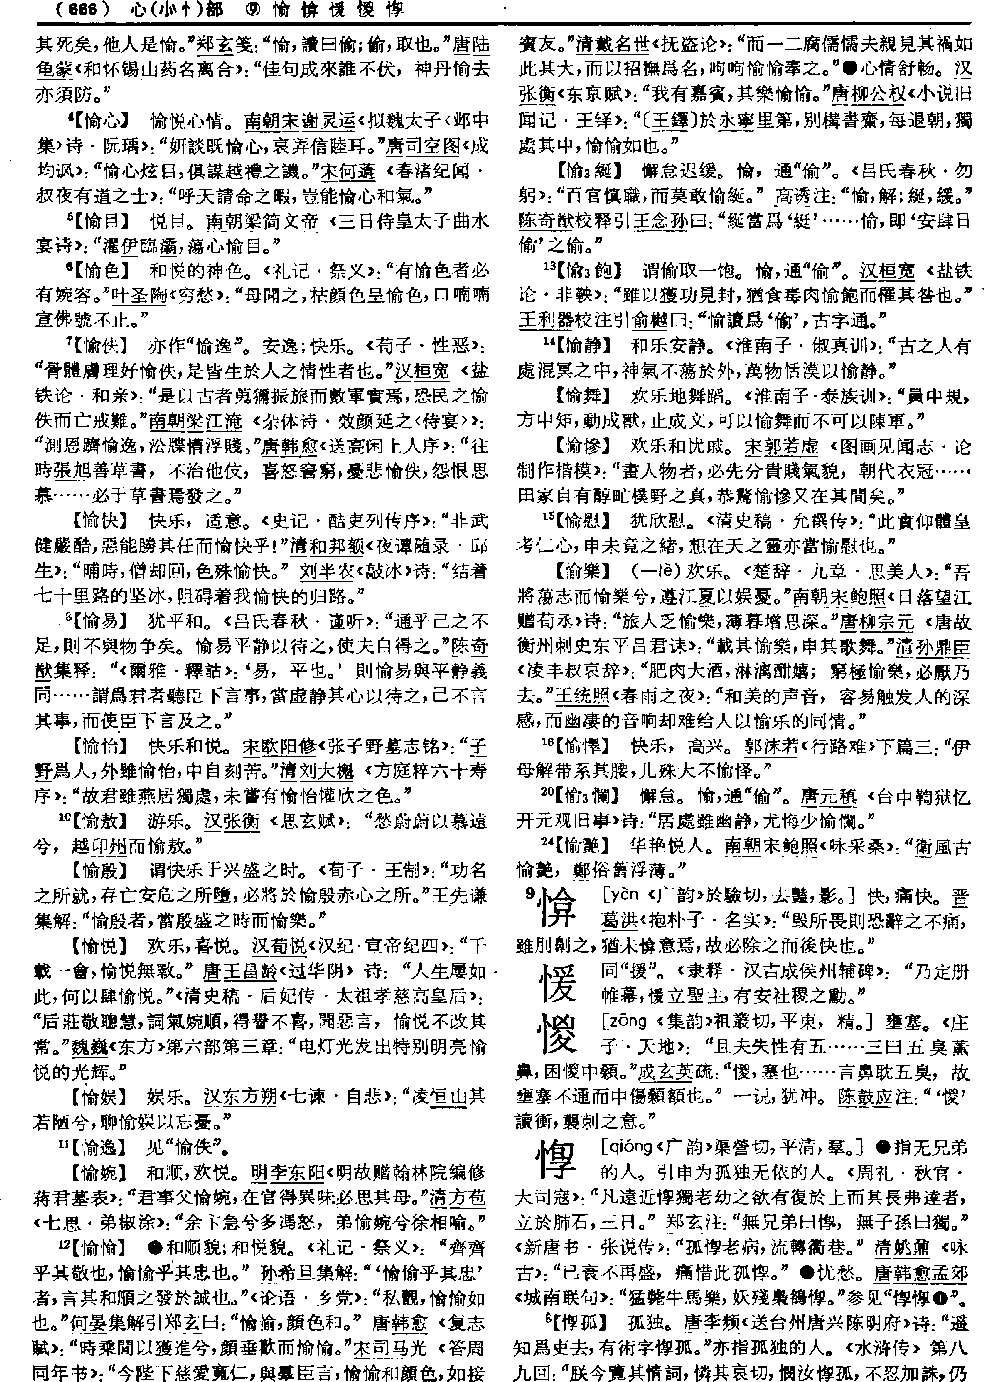 (666) 心(小忄)部 ⑨ 愉 愔 愋 惾 惸
其死矣,他人是愉。”郑玄笺:“愉,讀曰偷;偷,取也。”唐陆
龟蒙《和怀锡山药名离合》:“佳句成來誰不伏,神丹愉去
亦須防。”
⁴【愉心】 愉悦心情。南朝宋谢灵运《拟魏太子〈邺中
集〉诗·阮瑀》:“妍談既愉心,哀弄信睦耳。”唐司空图《成
均讽》:“愉心炫目,俱謀越禮之譏。”宋何薳《春渚纪闻·
叔夜有道之士》:“呼天請命之暇,豈能愉心和氣。”
⁵【愉目】 悦目。南朝梁简文帝《三日侍皇太子曲水
宴诗》:“濯伊臨灞,蕩心愉目。”
⁶【愉色】 和悦的神色。《礼记·祭义》:“有愉色者必
有婉容。”叶圣陶《穷愁》:“母聞之,枯顏色呈愉色,口喃喃
宣佛號不止。”
⁷【愉佚】 亦作“愉逸”。安逸;快乐。《荀子·性恶》:
“骨體膚理好愉佚,是皆生於人之情性者也。”汉桓宽《盐
铁论·和亲》:“是以古者蒐獮振旅而數軍實焉,恐民之愉
佚而亡戒難。”南朝梁江淹《杂体诗·效颜延之〈侍宴〉》:
“測恩躋愉逸,沿牒懵浮賤。”唐韩愈《送高闲上人序》:“往
時張旭善草書,不治他伎,喜怒窘窮,憂悲愉佚,怨恨思
慕……必于草書焉發之。”
【愉快】 快乐,适意。《史记·酷吏列传序》:“非武
健嚴酷,惡能勝其任而愉快乎!”清和邦额《夜谭随录·邱
生》:“晡時,僧却回,色殊愉快。”刘半农《敲冰》诗:“结着
七十里路的坚冰,阻碍着我愉快的归路。”
⁸【愉易】 犹平和。《吕氏春秋·谨听》:“通乎己之不
足,則不與物争矣。愉易平静以待之,使夫自得之。”陈奇
猷集释:“《爾雅·釋詁》:‘易,平也。’則愉易與平静義
同……謂爲君者聽臣下言事,當虚静其心以待之,己不言
其事,而使臣下言及之。”
【愉怡】 快乐和悦。宋欧阳修《张子野墓志铭》:“子
野爲人,外雖愉怡,中自刻苦。”清刘大櫆《方庭粹六十寿
序》:“故君雖燕居獨處,未嘗有愉怡懽欣之色。”
¹⁰【愉敖】 游乐。汉张衡《思玄赋》:“愁蔚蔚以慕遠
兮,越卬州而愉敖。”
【愉殷】 谓快乐于兴盛之时。《荀子·王制》:“功名
之所就,存亡安危之所墮,必將於愉殷赤心之所。”王先谦
集解:“愉殷者,當殷盛之時而愉樂。”
【愉悦】 欢乐,喜悦。汉荀悦《汉纪·宣帝纪四》:“千
載一會,愉悦無斁。”唐王昌龄《过华阴》诗:“人生屢如
此,何以肆愉悦。”《清史稿·后妃传·太祖孝慈高皇后》:
“后莊敬聰慧,詞氣婉順,得譽不喜,聞惡言,愉悦不改其
常。”魏巍《东方》第六部第三章:“电灯光发出特别明亮愉
悦的光辉。”
【愉娱】 娱乐。汉东方朔《七谏·自悲》:“凌恒山其
若陋兮,聊愉娱以忘憂。”
¹¹【愉逸】 见“愉佚”。
【愉婉】 和顺,欢悦。明李东阳《明故赠翰林院编修
蒋君墓表》:“君事父愉婉,在官得異味必思其母。”清方苞
《七思·弟椒涂》:“余卞急兮多馮怒,弟愉婉兮徐相喻。”
¹²【愉愉】 ❶和顺貌;和悦貌。《礼记·祭义》:“齊齊
乎其敬也,愉愉乎其忠也。”孙希旦集解:“‘愉愉乎其忠’
者,言其和順之發於誠也。”《论语·乡党》:“私覿,愉愉如
也。”何晏集解引郑玄曰:“愉愉,顏色和。”唐韩愈《复志
賦》:“時乘閒以獲進兮,顏垂歡而愉愉。”宋司马光《答周
同年书》:“今陛下慈愛寬仁,與羣臣言,愉愉和顏色,如接
賓友。”清戴名世《抚盗论》:“而一二腐儒懦夫親見其禍如
此其大,而以招撫爲名,呴呴愉愉奉之。”❷心情舒畅。汉
张衡《东京赋》:“我有嘉賓,其樂愉愉。”唐柳公权《小说旧
闻记·王铎》:“〔王鐸〕於永寧里第,别構書齋,每退朝,獨
處其中,愉愉如也。”
【愉₃綖】 懈怠迟缓。愉,通“偷”。《吕氏春秋·勿
躬》:“百官慎職,而莫敢愉綖。”高诱注:“愉,解;綖,緩。”
陈奇猷校释引王念孙曰:“綖當爲‘綎’……愉,即‘安肆日
偷’之偷。”
¹³【愉₃飽】 谓偷取一饱。愉,通“偷”。汉桓宽《盐铁
论·非鞅》:“雖以獲功見封,猶食毒肉愉飽而罹其咎也。”
王利器校注引俞樾曰:“愉讀爲‘偷’,古字通。”
¹⁴【愉静】 和乐安静。《淮南子·俶真训》:“古之人有
處混冥之中,神氣不蕩於外,萬物恬漠以愉静。”
【愉舞】 欢乐地舞蹈。《淮南子·泰族训》:“員中規,
方中矩,動成獸,止成文,可以愉舞而不可以陳軍。”
【愉慘】 欢乐和忧戚。宋郭若虚《图画见闻志·论
制作楷模》:“畫人物者,必先分貴賤氣貌,朝代衣冠……
田家自有醇甿樸野之真,恭驁愉慘又在其間矣。”
¹⁵【愉慰】 犹欣慰。《清史稿·允禩传》:“此實仰體皇
考仁心,申未竟之緒,想在天之靈亦當愉慰也。”
【愉樂】 (—lè)欢乐。《楚辞·九章·思美人》:“吾
將蕩志而愉樂兮,遵江夏以娱憂。”南朝宋鲍照《日落望江
赠荀丞》诗:“旅人乏愉樂,薄暮增思深。”唐柳宗元《唐故
衡州刺史东平吕君诔》:“載其愉樂,申其歌舞。”清孙鼎臣
《凌丰叔哀辞》:“肥肉大酒,淋漓酣嬉;窮極愉樂,必厭乃
去。”王统照《春雨之夜》:“和美的声音,容易触发人的深
感,而幽凄的音响却难给人以愉乐的同情。”
¹⁶【愉懌】 快乐,高兴。郭沫若《行路难》下篇三:“伊
母解带系其腰,儿殊大不愉怿。”
²⁰【愉₃懶】 懈怠。愉,通“偷”。唐元稹《台中鞫狱忆
开元观旧事》诗:“居處雖幽静,尤悔少愉懶。”
²⁴【愉艷】 华艳悦人。南朝宋鲍照《咏采桑》:“衛風古
愉艷,鄭俗舊浮薄。”
⁹愔 [yàn 《广韵》於驗切,去豔,影。] 快,痛快。晋
葛洪《抱朴子·名实》:“毁所畏則恐辭之不痛,
雖刖劓之,猶未愔意焉,故必除之而後快也。”
愋 同“援”。《隶释·汉古成侯州辅碑》:“乃定册
帷幕,愋立聖主,有安社稷之勳。”
惾 [zōng 《集韵》祖叢切,平東,精。] 壅塞。《庄
子·天地》:“且夫失性有五……三曰五臭薰
鼻,困惾中顙。”成玄英疏:“惾,塞也……言鼻耽五臭,故
壅塞不通而中傷顙額也。”一说,犹冲。陈鼓应注:“‘惾’
讀衝,襲刺之意。”
惸 [qióng 《广韵》渠營切,平清,羣。] ❶指无兄弟
的人。引申为孤独无依的人。《周礼·秋官·
大司寇》:“凡遠近惸獨老幼之欲有復於上而其長弗達者,
立於肺石,三日。”郑玄注:“無兄弟曰惸,無子孫曰獨。”
《新唐书·张说传》:“孤惸老病,流轉衢巷。”清姚鼐《咏
古》:“已衰不再盛,痛惜此孤惸。”❷忧愁。唐韩愈孟郊
《城南联句》:“猛斃牛馬樂,妖殘梟鵅惸。”参见“惸惸❶”。
⁸【惸孤】 孤独。唐李频《送台州唐兴陈明府》诗:“遥
知爲吏去,有術字惸孤。”亦指孤独的人。《水浒传》第八
九回:“朕今覽其情詞,憐其哀切,憫汝惸孤,不忍加誅,仍